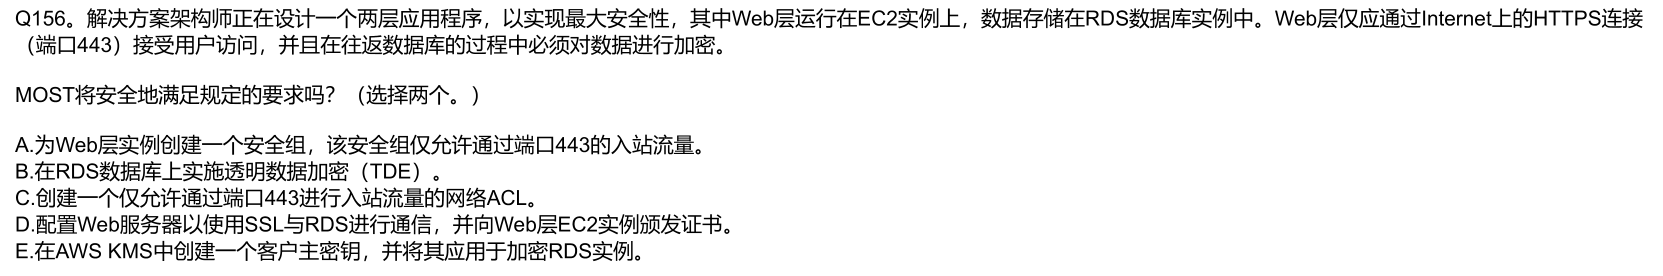 Q156。解决方案架构师正在设计一个两层应用程序，以实现最大安全性，其中Web层运行在EC2实例上，数据存储在RDS数据库实例中。Web层仅应通过Internet上的HTTPS连接
（端口443）接受用户访问，并且在往返数据库的过程中必须对数据进行加密。
MOST将安全地满足规定的要求吗？（选择两个。）
A.为Web层实例创建一个安全组，该安全组仅允许通过端口443的入站流量。
B.在RDS数据库上实施透明数据加密（TDE）。
C.创建一个仅允许通过端口443进行入站流量的网络ACL。
D.配置Web服务器以使用SSL与RDS进行通信，并向Web层EC2实例颁发证书。
E.在AWS KMS中创建一个客户主密钥，并将其应用于加密RDS实例。